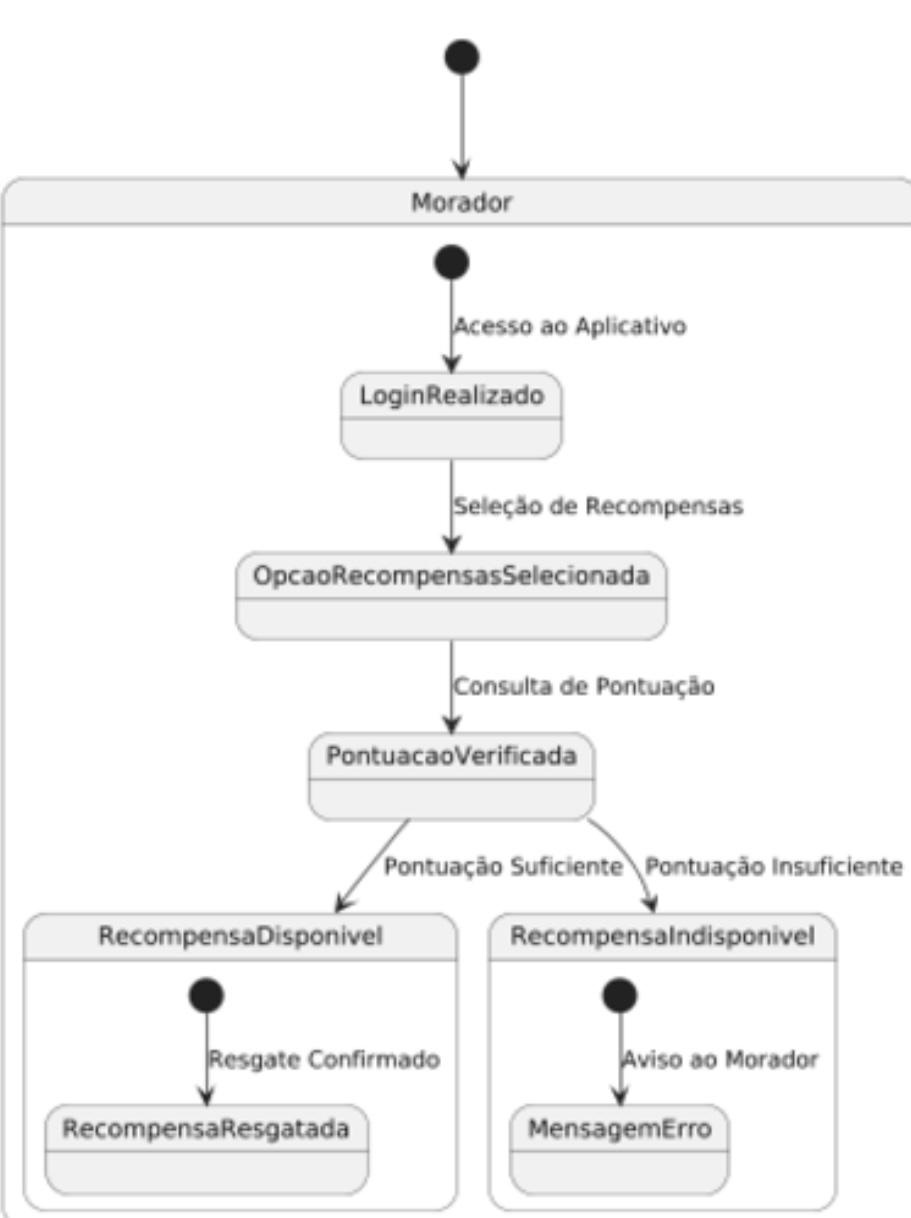 Morador
Acesso ao Aplicativo
LoginRealizado
Seleção de Recompensas
OpcaoRecompensasSelecionada
Consulta de Pontuação
PontuacaoVerificada
Pontuação Suficiente
Pontuação Insuficiente
RecompensaDisponivel
RecompensaIndisponivel
Resgate Confirmado
Aviso ao Morador
RecompensaResgatada
MensagemErro